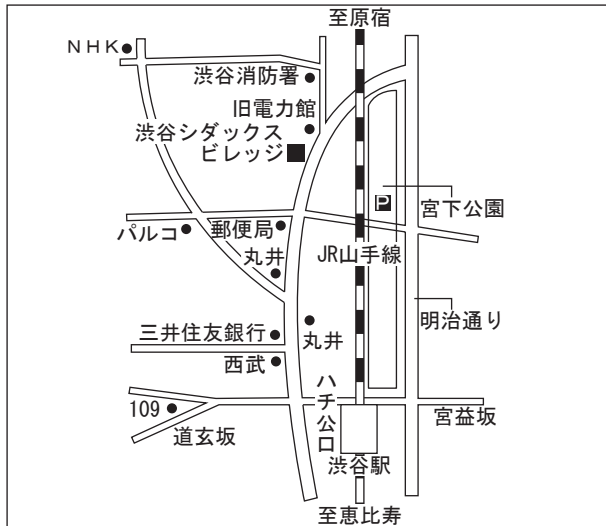 至原宿
ＮＨＫ
渋谷消防署
旧電力館
渋谷シダックス
ビレッジ
P
宮下公園
パルコ
郵便局
丸井
JR山手線
明治通り
三井住友銀行
丸井
西武
ハチ公口
109
道玄坂
宮益坂
渋谷駅
至恵比寿